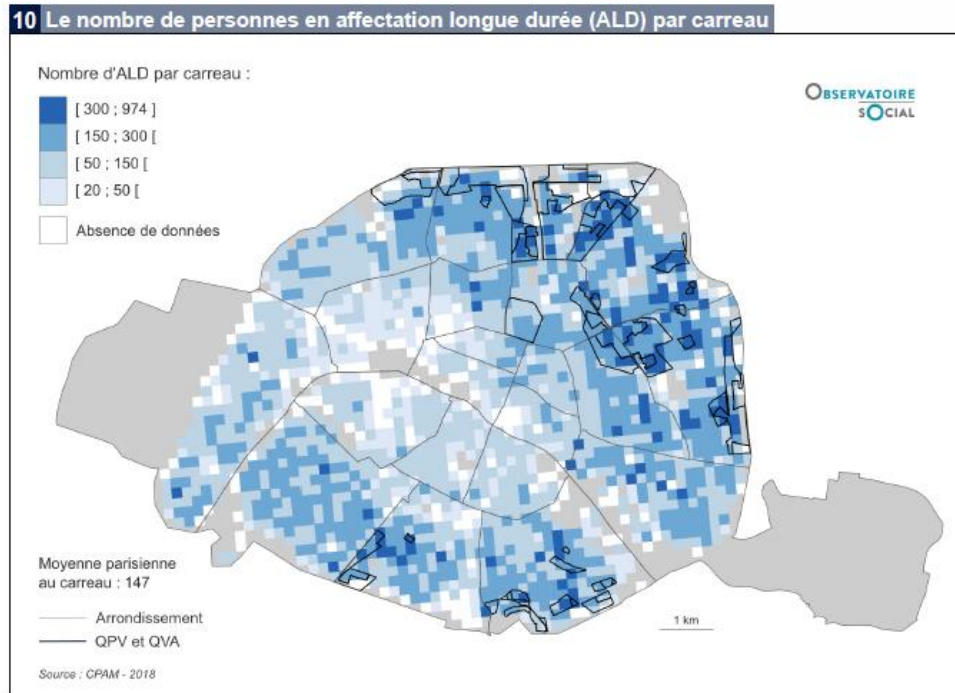 10 Le nombre de personnes en affectation longue durée (ALD) par carreau
Nombre d'ALD par carreau :
[ 300 ; 974 ]
[ 150 ; 300 [
[ 50 ; 150 [
[ 20 ; 50 [
Absence de données
OBSERVATOIRE
SOCIAL
Moyenne parisienne
au carreau : 147
Arrondissement
QPV et QVA
1 km
Source : CPAM - 2018